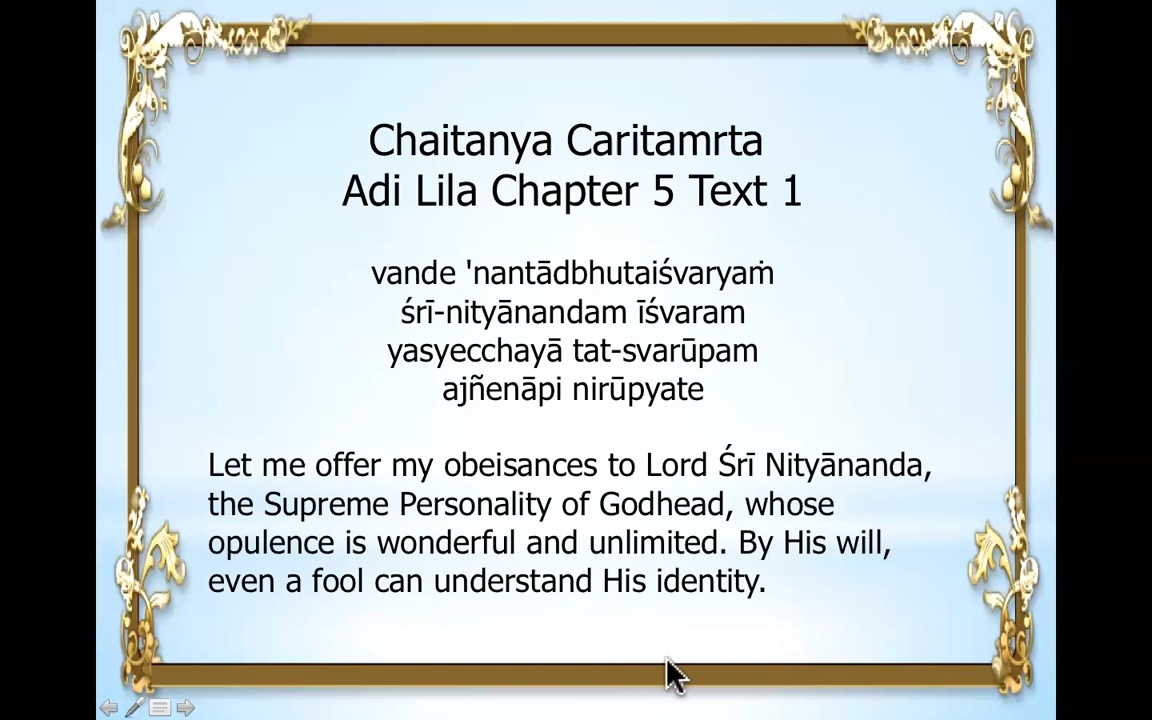 Chaitanya Caritamrta
Adi Lila Chapter 5 Text 1
vande 'nantādbhutaiśvaryaṁ
śrī-nityānandam īśvaram
yasyecchayā tat-svarūpam
ajñenāpi nirūpyate
Let me offer my obeisances to Lord Śrī Nityānanda,
the Supreme Personality of Godhead, whose
opulence is wonderful and unlimited. By His will,
even a fool can understand His identity.